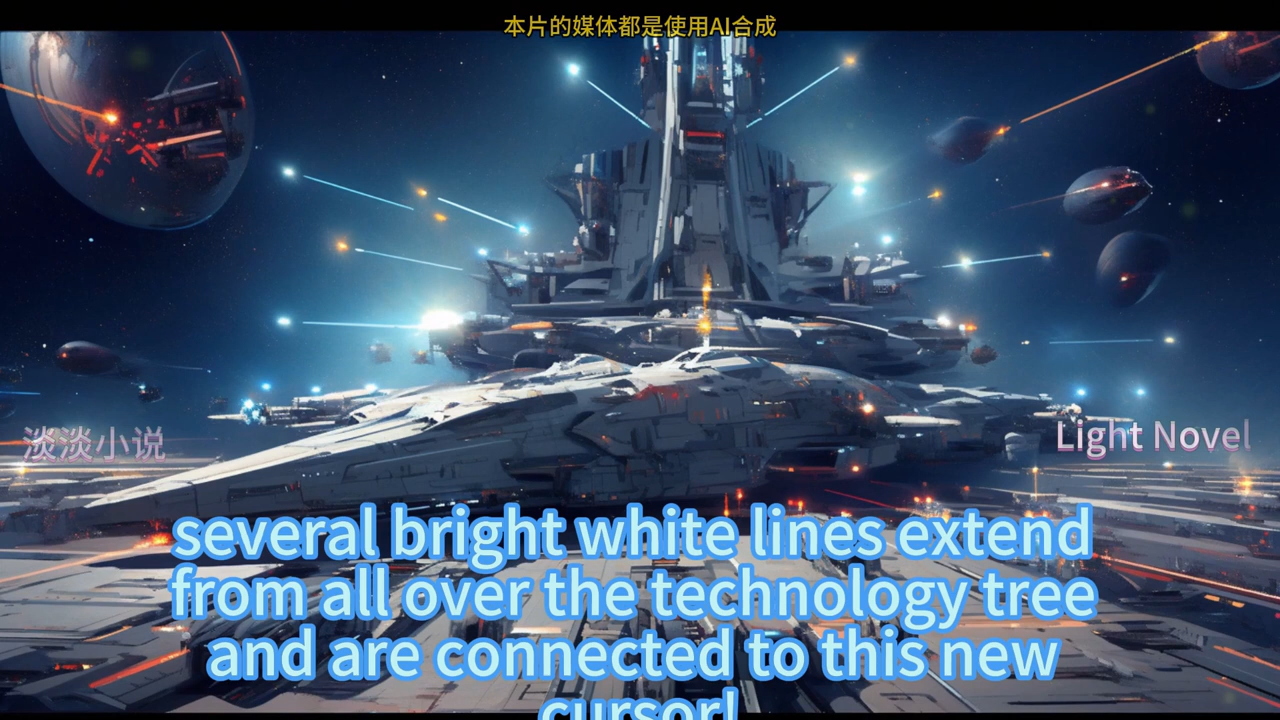 本片的媒体都是使用AI合成
淡淡小说
Light Novel
several bright white lines extend
from all over the technology tree
and are connected to this new
cursor!